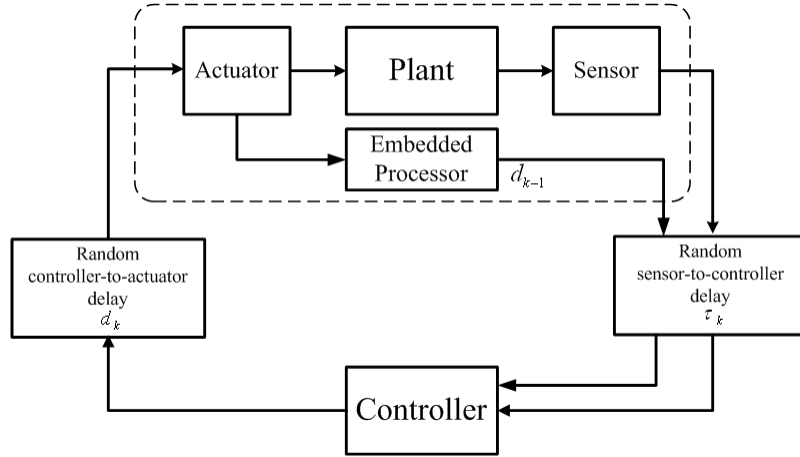 Actuator
Plant
Sensor
Embedded
Processor
d_{k-1}
Random
controller-to-actuator
delay
d_k
Random
sensor-to-controller
delay
τ_k
Controller